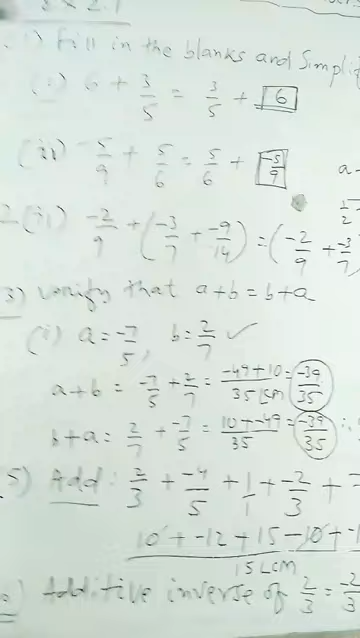 1) Fill in the blanks and Simplif
(i) 6 + 3/5 = 3/5 + 6
(ii) -5/9 + 5/6 = 5/6 + -5/9
a-
1/2
2(ii) -2/9 + (-3/7 + -9/14) = (-2/9 + -3/7
3) Verify that a+b = b+a
(i) a = -7/5, b = 2/7 ✓
a+b = -7/5 + 2/7 = -49+10/35 LCM = -39/35
b+a = 2/7 + -7/5 = 10+-49/35 = -39/35 ∴
5) Add: 2/3 + -4/5 + 1/1 + -2/3 +
10 + -12 + 15 - 10 + -
15 LCM
Additive inverse of 2/3 = -2/3